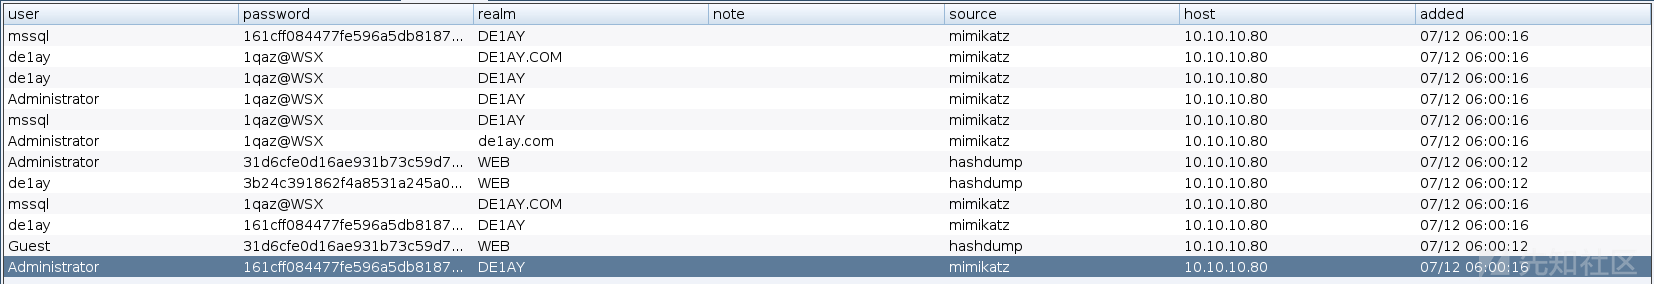 user password realm note source host added
mssql 161cff084477fe596a5db8187... DE1AY mimikatz 10.10.10.80 07/12 06:00:16
de1ay 1qaz@WSX DE1AY.COM mimikatz 10.10.10.80 07/12 06:00:16
de1ay 1qaz@WSX DE1AY mimikatz 10.10.10.80 07/12 06:00:16
Administrator 1qaz@WSX DE1AY mimikatz 10.10.10.80 07/12 06:00:16
mssql 1qaz@WSX DE1AY mimikatz 10.10.10.80 07/12 06:00:16
Administrator 1qaz@WSX de1ay.com mimikatz 10.10.10.80 07/12 06:00:16
Administrator 31d6cfe0d16ae931b73c59d7... WEB hashdump 10.10.10.80 07/12 06:00:12
de1ay 3b24c391862f4a8531a245a0... WEB hashdump 10.10.10.80 07/12 06:00:12
mssql 1qaz@WSX DE1AY.COM mimikatz 10.10.10.80 07/12 06:00:16
de1ay 161cff084477fe596a5db8187... DE1AY mimikatz 10.10.10.80 07/12 06:00:16
Guest 31d6cfe0d16ae931b73c59d7... WEB hashdump 10.10.10.80 07/12 06:00:12
Administrator 161cff084477fe596a5db8187... DE1AY mimikatz 10.10.10.80 07/12 06:00:16
先知社区